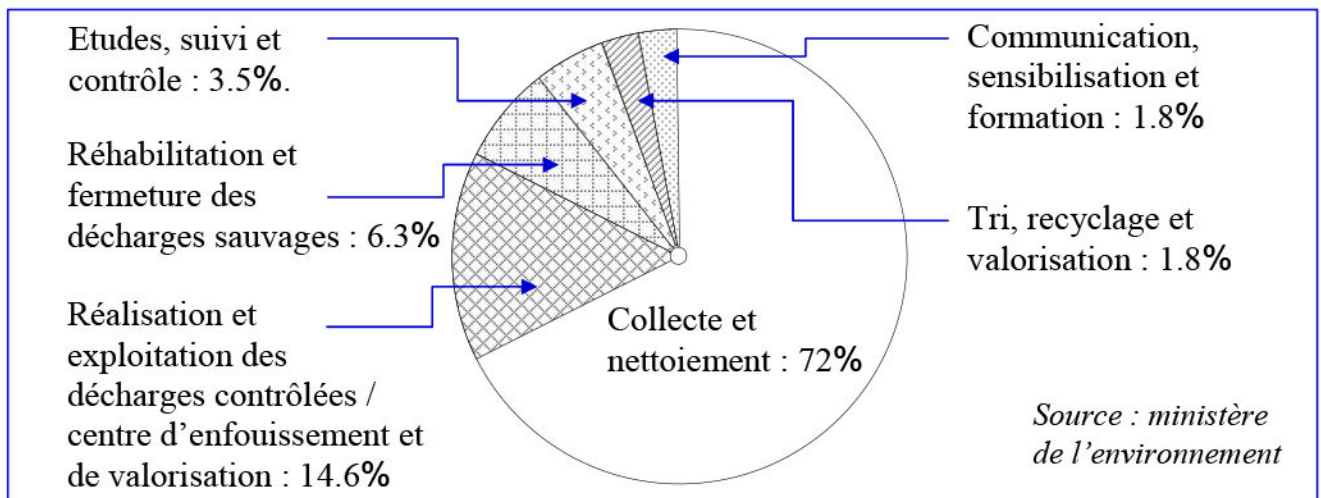 Etudes, suivi et
contrôle : 3.5%.
Réhabilitation et
fermeture des
décharges sauvages : 6.3%
Réalisation et
exploitation des
décharges contrôlées /
centre d’enfouissement et
de valorisation : 14.6%
Collecte et
nettoiement : 72%
Communication,
sensibilisation et
formation : 1.8%
Tri, recyclage et
valorisation : 1.8%
Source : ministère
de l’environnement